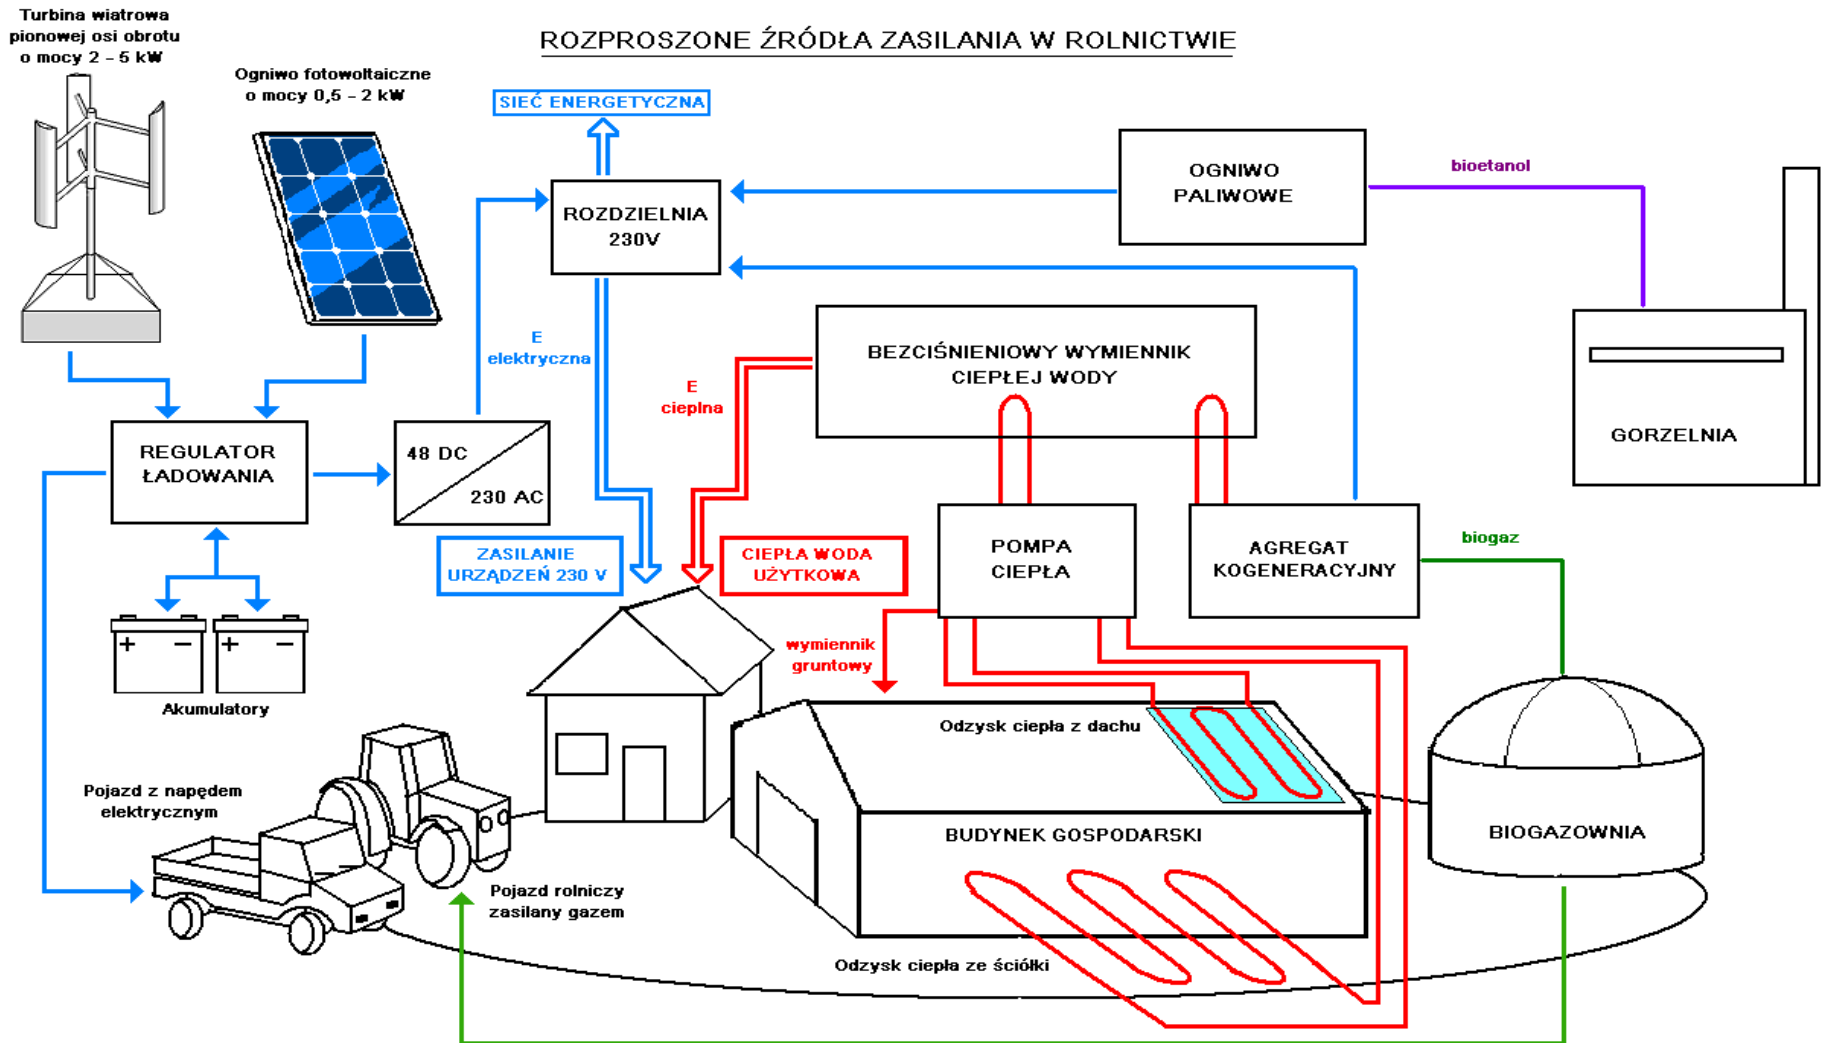 Turbina wiatrowa
pionowej osi obrotu
o mocy 2 - 5 kW
ROZPROSZONE ŹRÓDŁA ZASILANIA W ROLNICTWIE
Ogniwo fotowoltaiczne
o mocy 0,5 - 2 kW
SIEĆ ENERGETYCZNA
OGNIWO
PALIWOWE
bioetanol
ROZDZIELNIA
230V
E
elektryczna
BEZCIŚNIENIOWY WYMIENNIK
CIEPŁEJ WODY
E
cieplna
GORZELNIA
REGULATOR
ŁADOWANIA
48 DC
230 AC
ZASILANIE
URZĄDZEŃ 230 V
CIEPŁA WODA
UŻYTKOWA
POMPA
CIEPŁA
AGREGAT
KOGENERACYJNY
biogaz
+ -
+ -
Akumulatory
wymiennik
gruntowy
Odzysk ciepła z dachu
Pojazd z napędem
elektrycznym
BUDYNEK GOSPODARSKI
BIOGAZOWNIA
Pojazd rolniczy
zasilany gazem
Odzysk ciepła ze ściółki